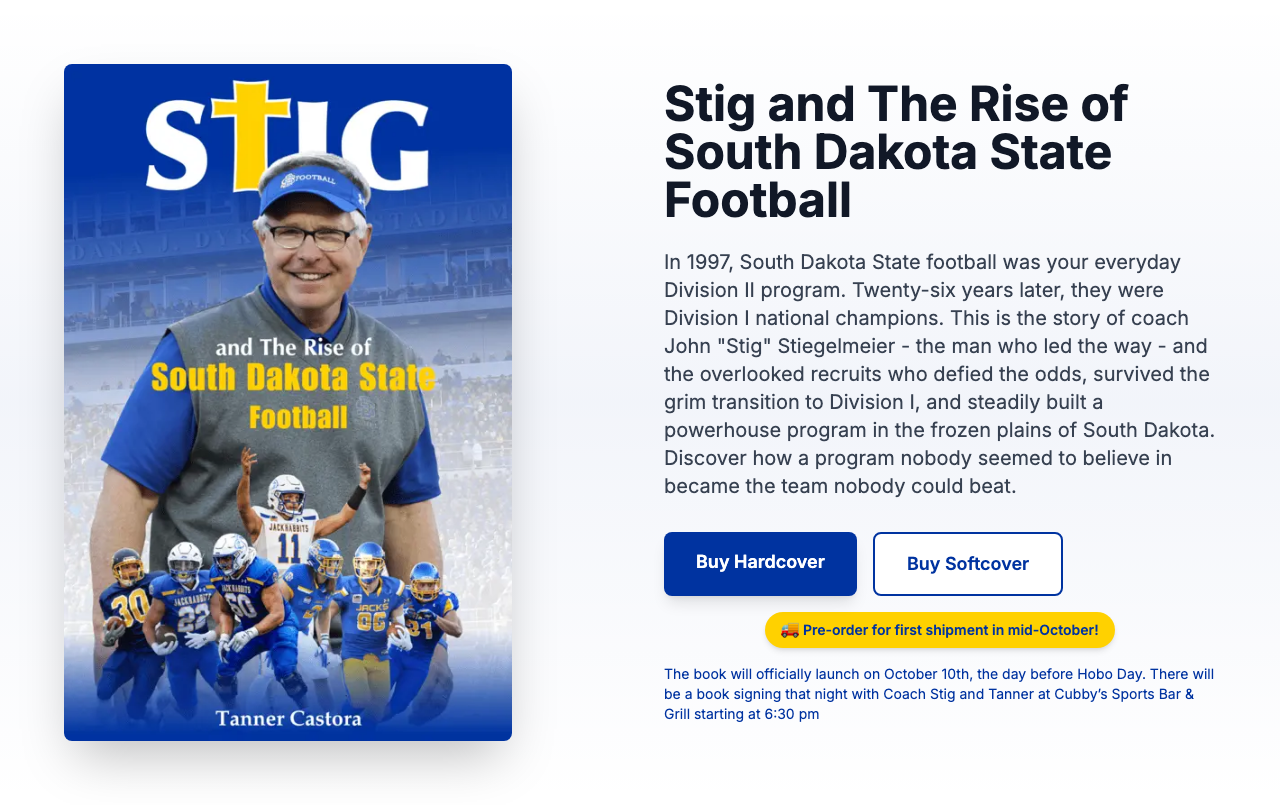 STIG
FOOTBALL
DANA J. DYKHOUSE STADIUM
and The Rise of
South Dakota State
Football
JACKRABBITS
11
30
JACKRABBITS
22
JACKRABBITS
60
JACKS
21
Tanner Castora
Stig and The Rise of
South Dakota State
Football
In 1997, South Dakota State football was your everyday
Division II program. Twenty-six years later, they were
Division I national champions. This is the story of coach
John "Stig" Stiegelmeier - the man who led the way - and
the overlooked recruits who defied the odds, survived the
grim transition to Division I, and steadily built a
powerhouse program in the frozen plains of South Dakota.
Discover how a program nobody seemed to believe in
became the team nobody could beat.
Buy Hardcover
Buy Softcover
🚚 Pre-order for first shipment in mid-October!
The book will officially launch on October 10th, the day before Hobo Day. There will
be a book signing that night with Coach Stig and Tanner at Cubby’s Sports Bar &
Grill starting at 6:30 pm